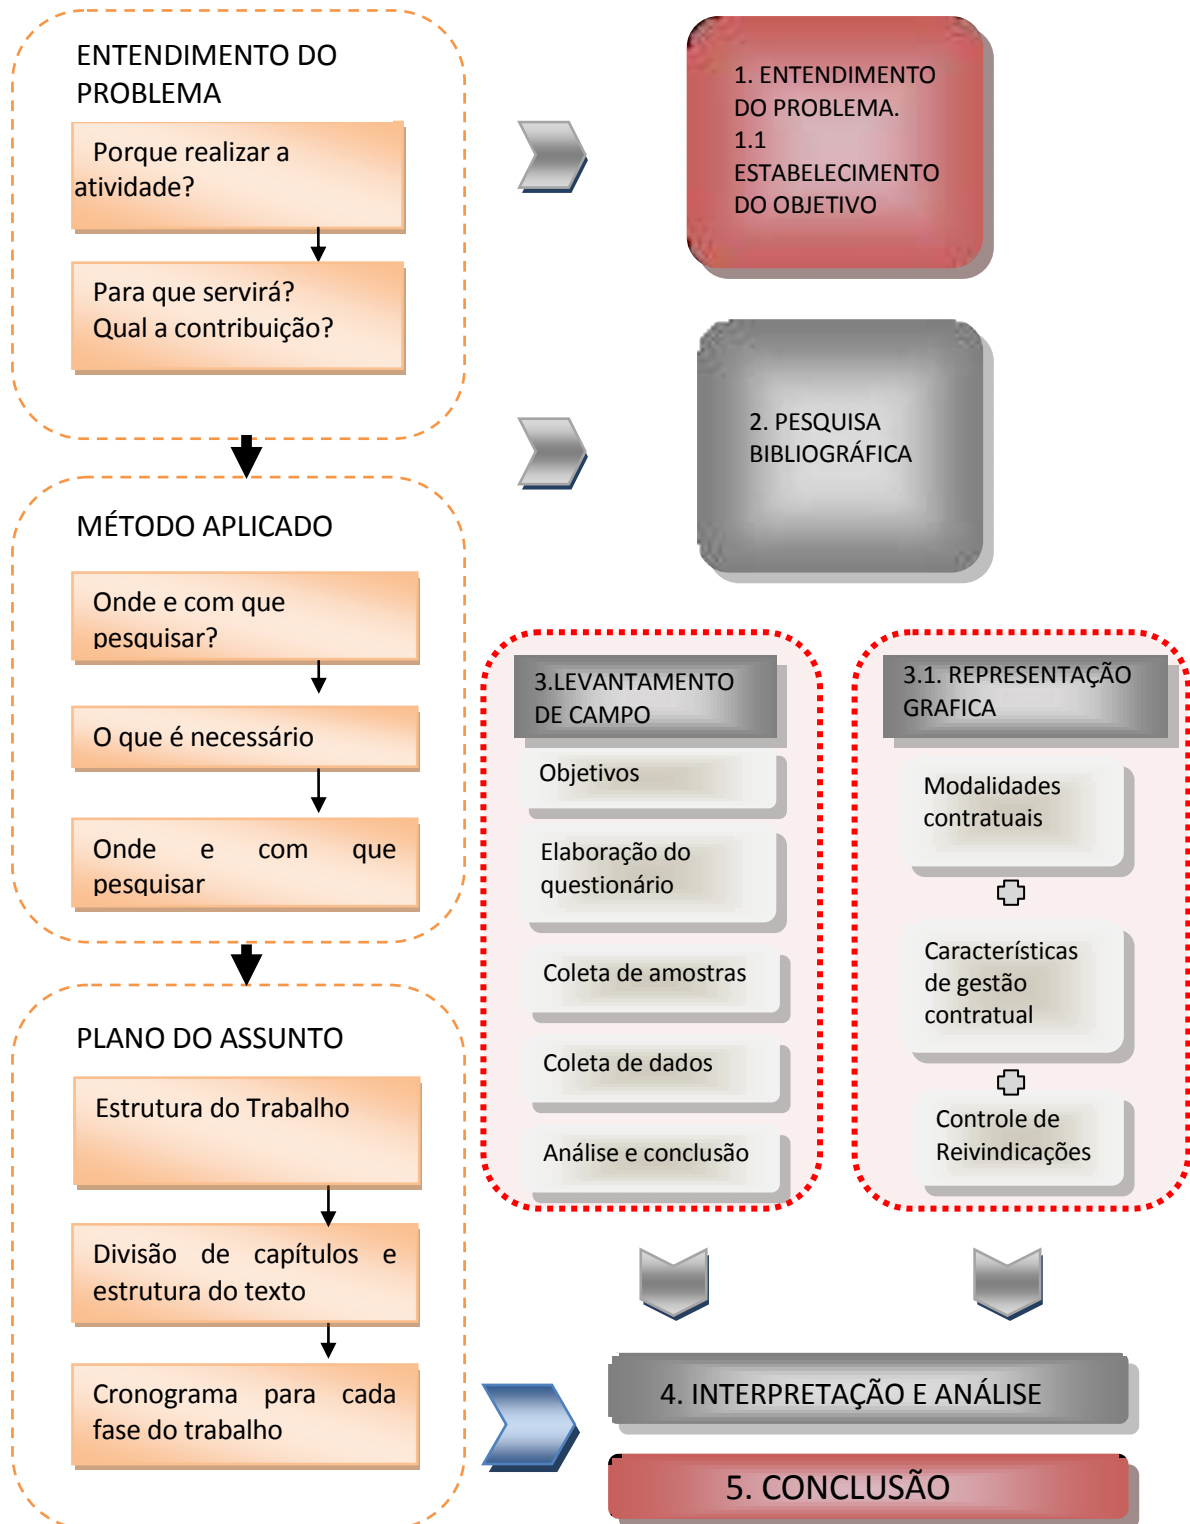 ENTENDIMENTO DO
PROBLEMA
Porque realizar a
atividade?
Para que servirá?
Qual a contribuição?
MÉTODO APLICADO
Onde e com que
pesquisar?
O que é necessário
Onde e com que
pesquisar
PLANO DO ASSUNTO
Estrutura do Trabalho
Divisão de capítulos e
estrutura do texto
Cronograma para cada
fase do trabalho
1. ENTENDIMENTO
DO PROBLEMA.
1.1
ESTABELECIMENTO
DO OBJETIVO
2. PESQUISA
BIBLIOGRÁFICA
3.LEVANTAMENTO
DE CAMPO
Objetivos
Elaboração do
questionário
Coleta de amostras
Coleta de dados
Análise e conclusão
3.1. REPRESENTAÇÃO
GRAFICA
Modalidades
contratuais
Características
de gestão
contratual
Controle de
Reivindicações
4. INTERPRETAÇÃO E ANÁLISE
5. CONCLUSÃO